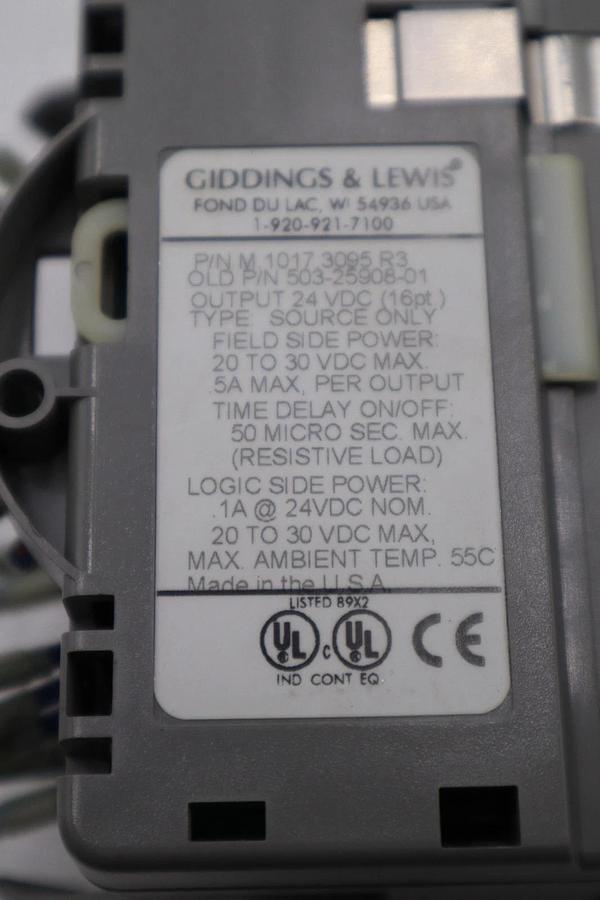 GIDDINGS & LEWIS®
FOND DU LAC, WI 54936 USA
1-920-921-7100
P/N M.1017.3095.R3
OLD P/N 503-25908-01
OUTPUT 24 VDC (16pt.)
TYPE: SOURCE ONLY
FIELD SIDE POWER:
20 TO 30 VDC MAX.
.5A MAX, PER OUTPUT
TIME DELAY ON/OFF:
50 MICRO SEC. MAX.
(RESISTIVE LOAD)
LOGIC SIDE POWER:
.1A @ 24VDC NOM.
20 TO 30 VDC MAX,
MAX. AMBIENT TEMP. 55C
Made in the U.S.A.
LISTED 89X2
UL c UL CE
IND CONT EQ